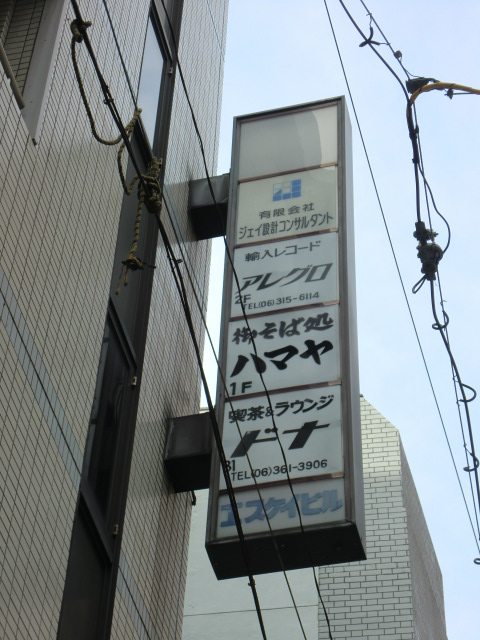 有限会社
ジェイ設計コンサルタント
輸入レコード
アレグロ
2F
TEL(06)315-6114
御そば処
ハマヤ
1F
喫茶&ラウンジ
ドナ
B1
TEL(06)361-3906
エスケイビル